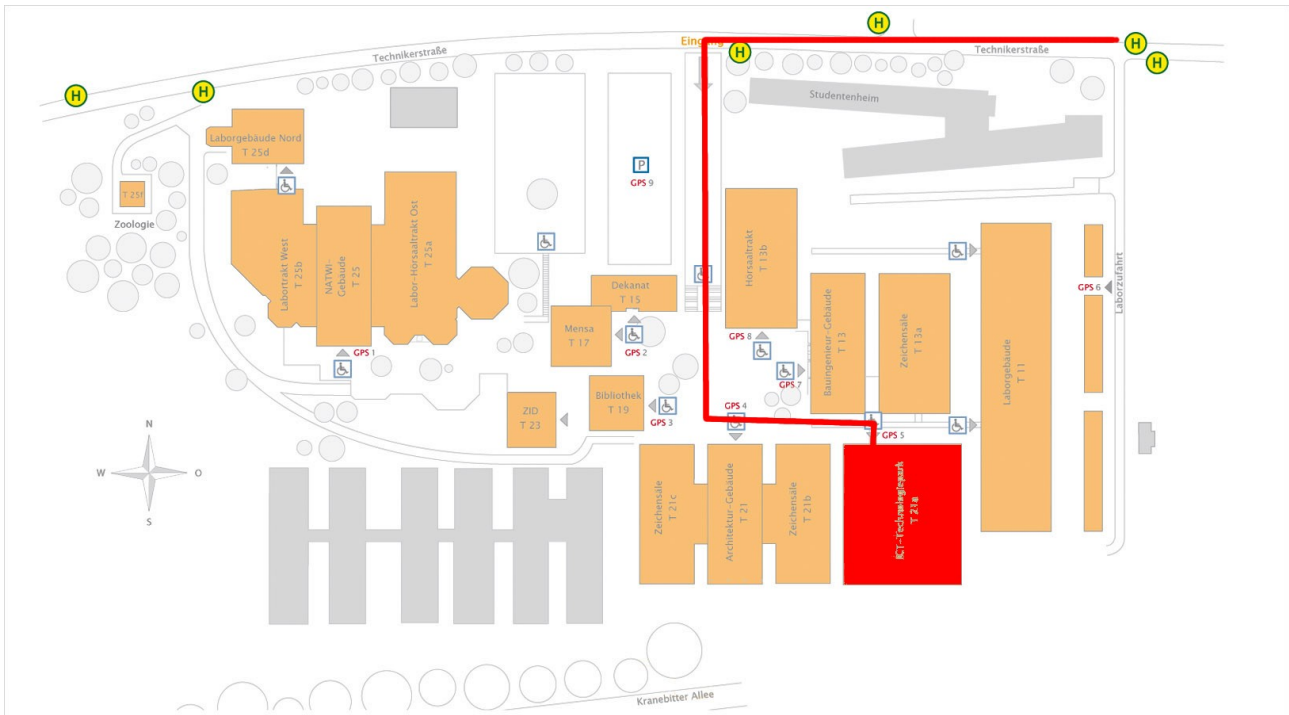 H
Eingang
H
H
H
Technikerstraße
Technikerstraße
H
H
Studentenheim
Laborgebäude Nord
T 25d
P
GPS 9
T 25f
Zoologie
Labortrakt West
T 25b
NATWI-
Gebäude
T 25
Labor-Hörsaaltrakt Ost
T 25a
Hörsaaltrakt
T 13b
Dekanat
T 15
Mensa
T 17
GPS 2
GPS 1
GPS 8
GPS 7
Bauingenieur-Gebäude
T 13
Zeichensäle
T 13a
Laborgebäude
T 11
GPS 6
Laborzufahrt
Bibliothek
T 19
GPS 3
GPS 4
GPS 5
ZID
T 23
N
W
O
S
Zeichensäle
T 21c
Architektur-Gebäude
T 21
Zeichensäle
T 21b
ICT-Technologiepark
T 21a
Kranebitter Allee